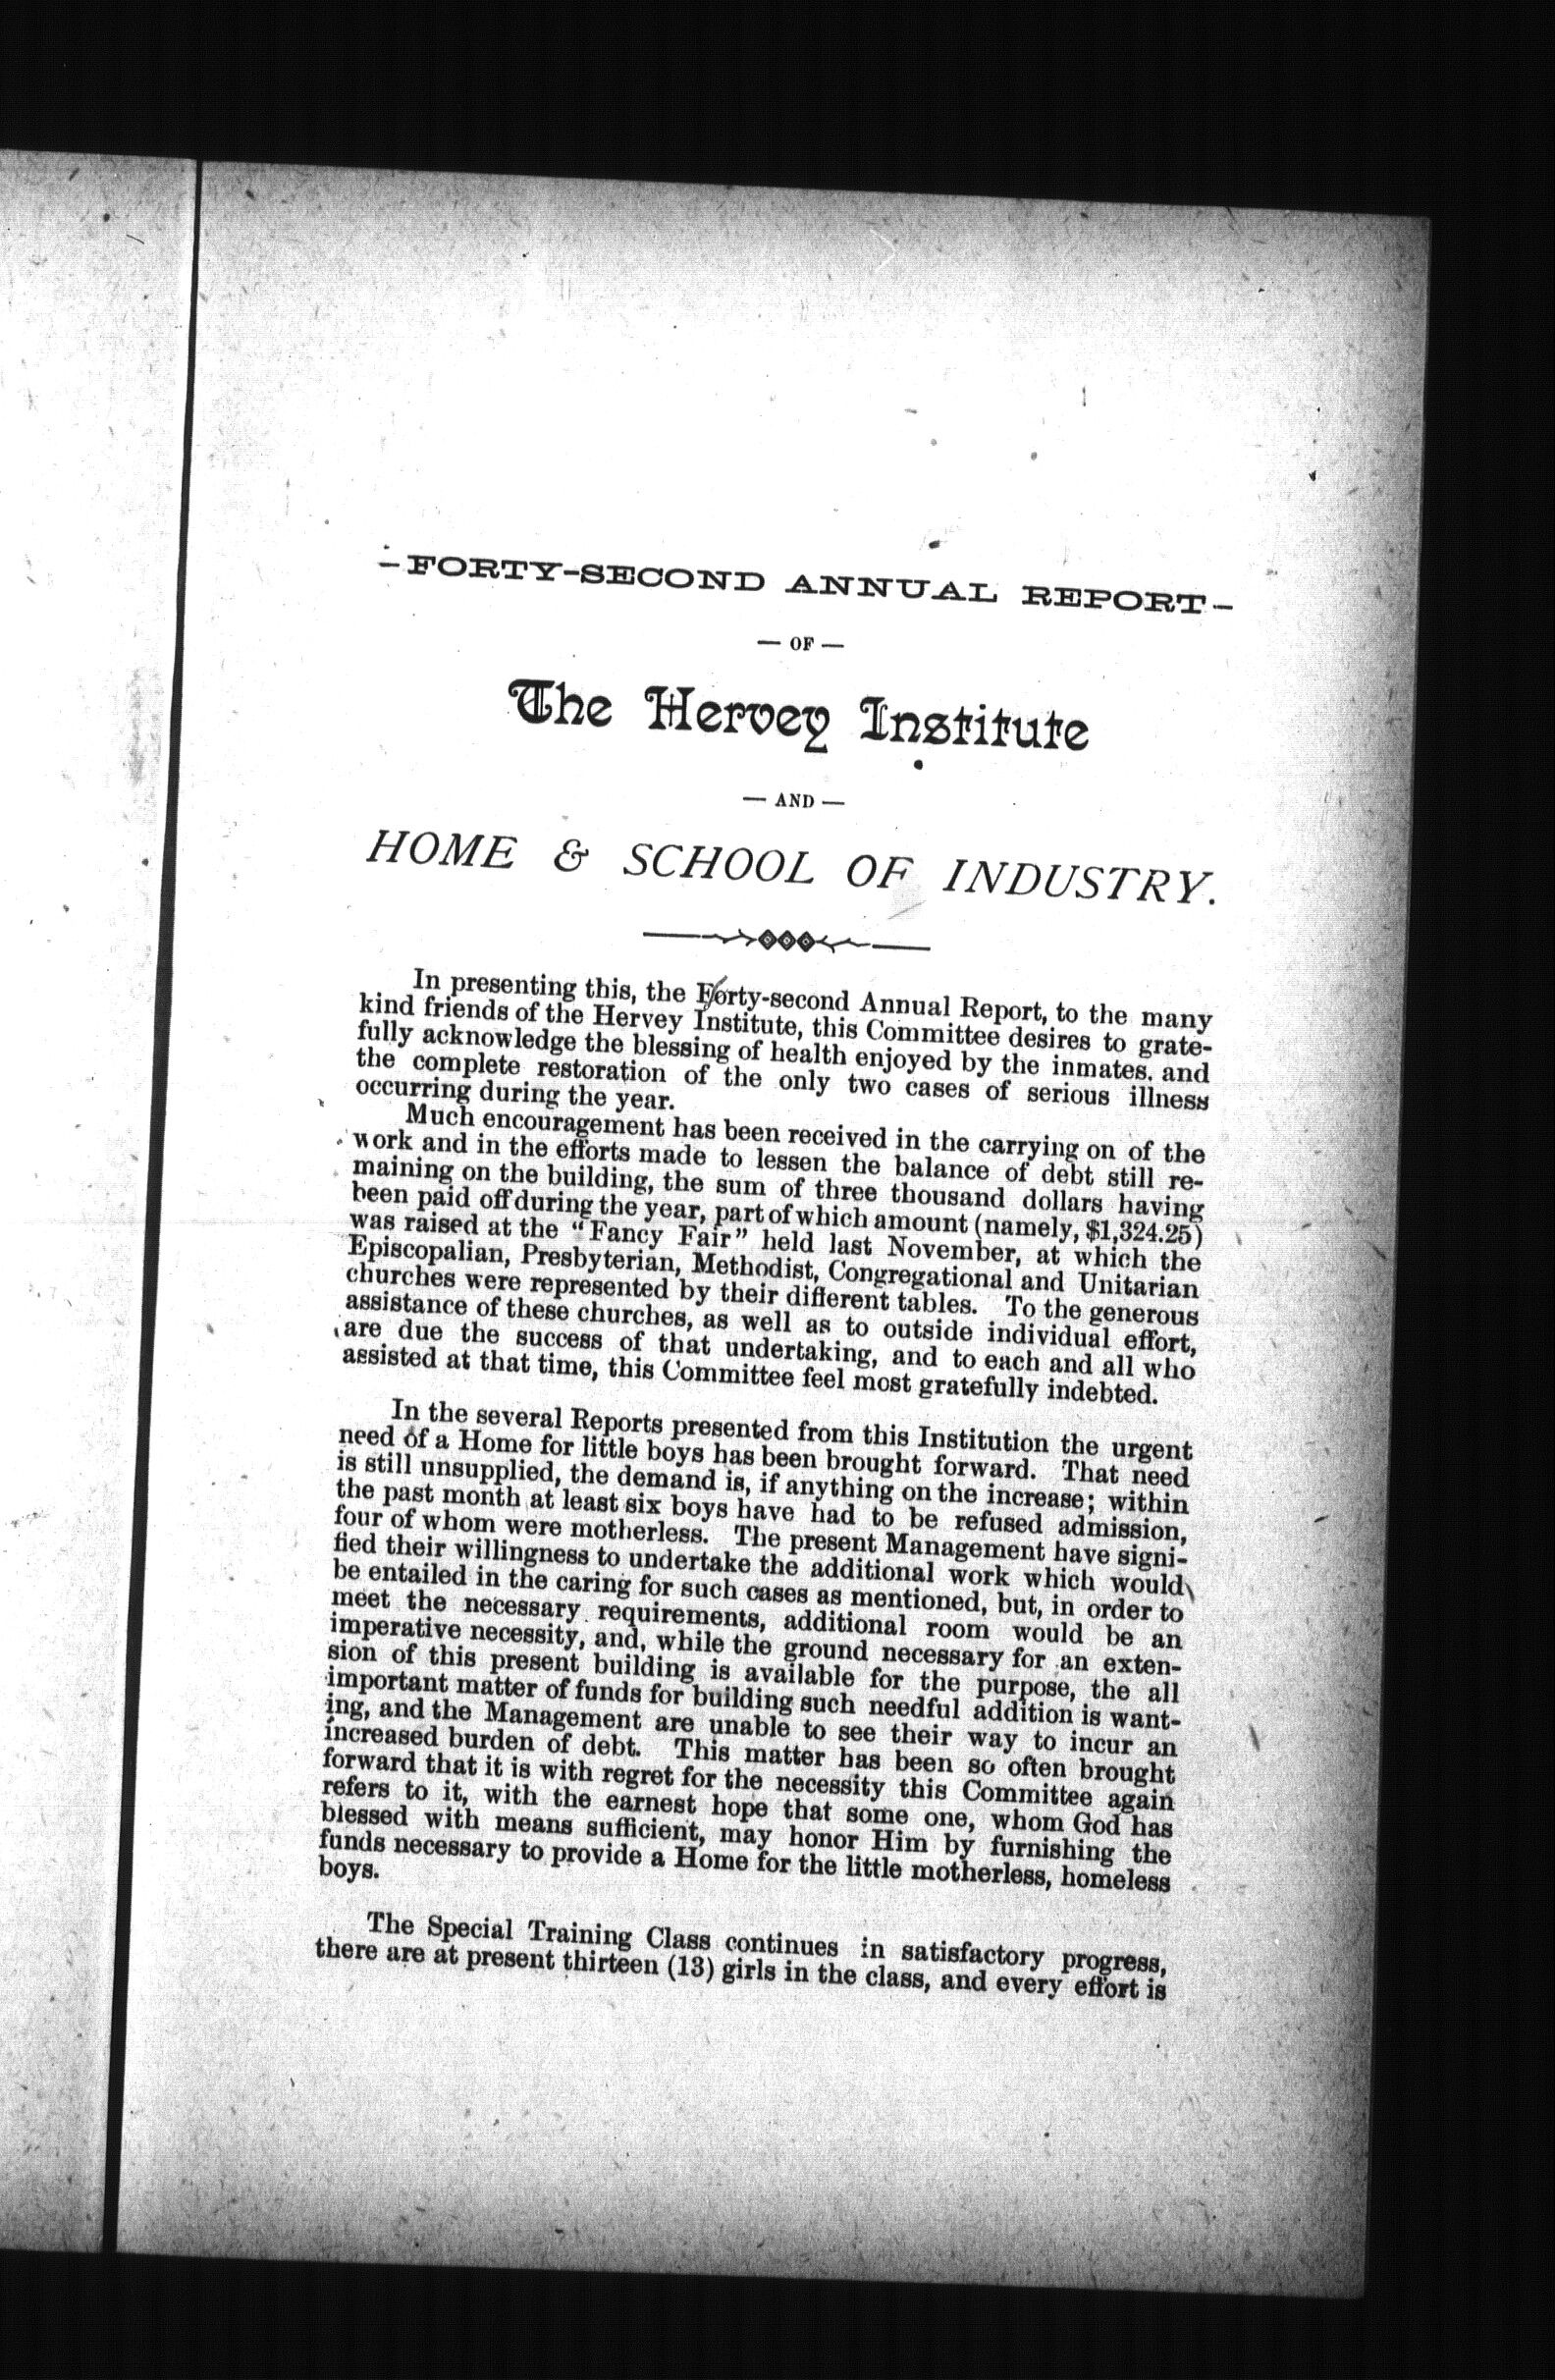 -FORTY-SECOND ANNUAL REPORT-
— OF —
The Hervey Institute
— AND —
HOME & SCHOOL OF INDUSTRY.
In presenting this, the Forty-second Annual Report, to the many
kind friends of the Hervey Institute, this Committee desires to grate-
fully acknowledge the blessing of health enjoyed by the inmates, and
the complete restoration of the only two cases of serious illness
occurring during the year.
Much encouragement has been received in the carrying on of the
work and in the efforts made to lessen the balance of debt still re-
maining on the building, the sum of three thousand dollars having
been paid off during the year, part of which amount (namely, $1,324.25)
was raised at the "Fancy Fair" held last November, at which the
Episcopalian, Presbyterian, Methodist, Congregational and Unitarian
churches were represented by their different tables. To the generous
assistance of these churches, as well as to outside individual effort,
are due the success of that undertaking, and to each and all who
assisted at that time, this Committee feel most gratefully indebted.
In the several Reports presented from this Institution the urgent
need of a Home for little boys has been brought forward. That need
is still unsupplied, the demand is, if anything on the increase; within
the past month at least six boys have had to be refused admission,
four of whom were motherless. The present Management have signi-
fied their willingness to undertake the additional work which would
be entailed in the caring for such cases as mentioned, but, in order to
meet the necessary requirements, additional room would be an
imperative necessity, and, while the ground necessary for an exten-
sion of this present building is available for the purpose, the all
important matter of funds for building such needful addition is want-
ing, and the Management are unable to see their way to incur an
increased burden of debt. This matter has been so often brought
forward that it is with regret for the necessity this Committee again
refers to it, with the earnest hope that some one, whom God has
blessed with means sufficient, may honor Him by furnishing the
funds necessary to provide a Home for the little motherless, homeless
boys.
The Special Training Class continues in satisfactory progress,
there are at present thirteen (13) girls in the class, and every effort is